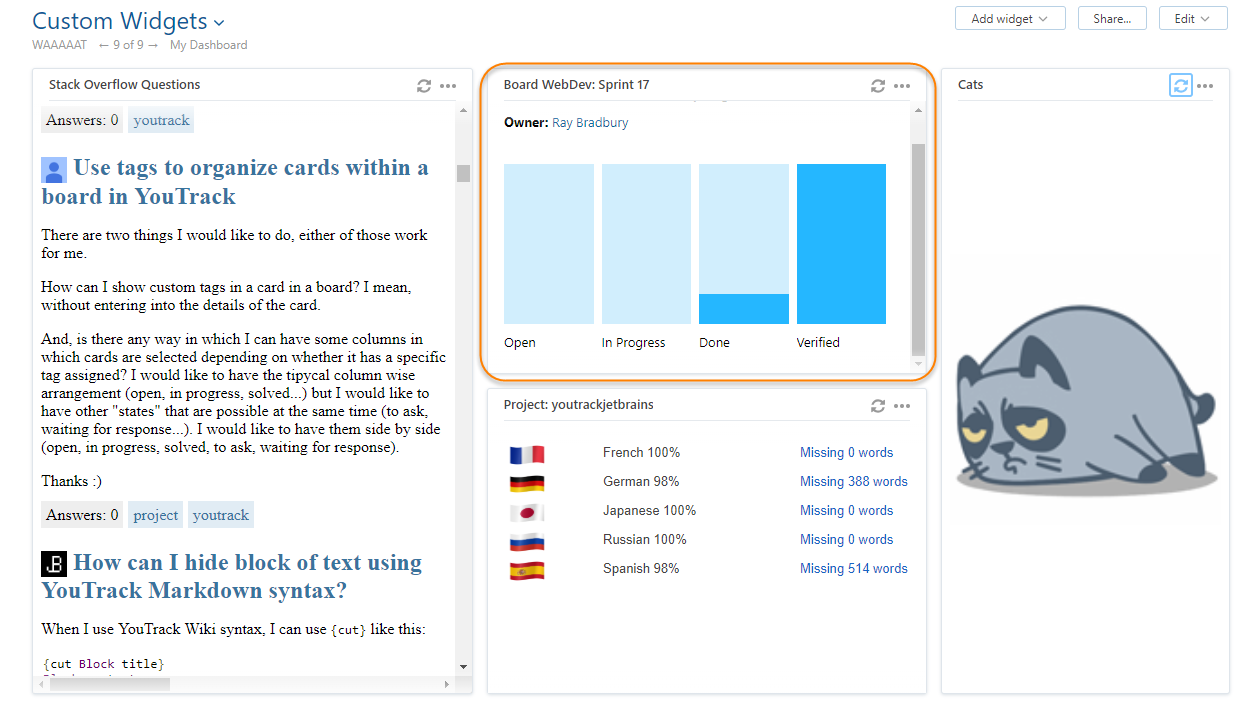 Custom Widgets
WAAAAAT ← 9 of 9 → My Dashboard
Add widget
Share...
Edit
Stack Overflow Questions
Answers: 0 youtrack
Use tags to organize cards within a
board in YouTrack
There are two things I would like to do, either of those work
for me.
How can I show custom tags in a card in a board? I mean,
without entering into the details of the card.
And, is there any way in which I can have some columns in
which cards are selected depending on whether it has a specific
tag assigned? I would like to have the tipycal column wise
arrangement (open, in progress, solved...) but I would like to
have other "states" that are possible at the same time (to ask,
waiting for response...). I would like to have them side by side
(open, in progress, solved, to ask, waiting for response).
Thanks :)
Answers: 0 project youtrack
How can I hide block of text using
YouTrack Markdown syntax?
When I use YouTrack Wiki syntax, I can use {cut} like this:
{cut Block title}
Board WebDev: Sprint 17
Owner: Ray Bradbury
Open In Progress Done Verified
Project: youtrackjetbrains
French 100% Missing 0 words
German 98% Missing 388 words
Japanese 100% Missing 0 words
Russian 100% Missing 0 words
Spanish 98% Missing 514 words
Cats